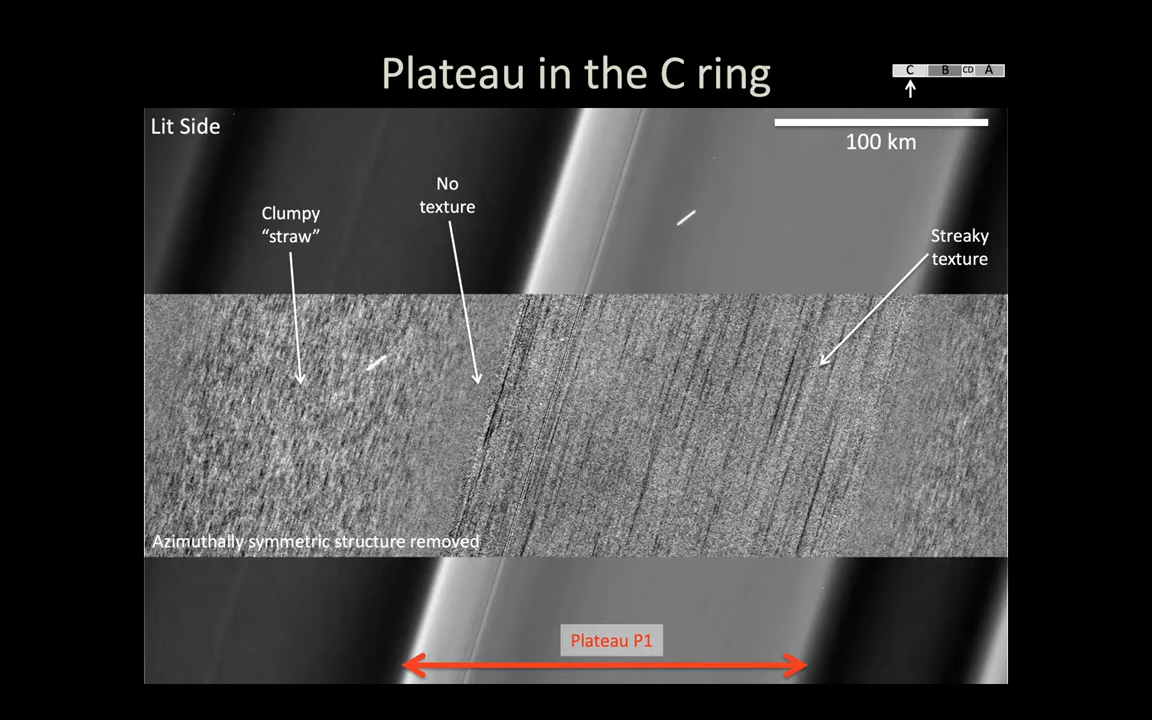 Plateau in the C ring
C B CD A
Lit Side
100 km
No
texture
Clumpy
“straw”
Streaky
texture
Azimuthally symmetric structure removed
Plateau P1